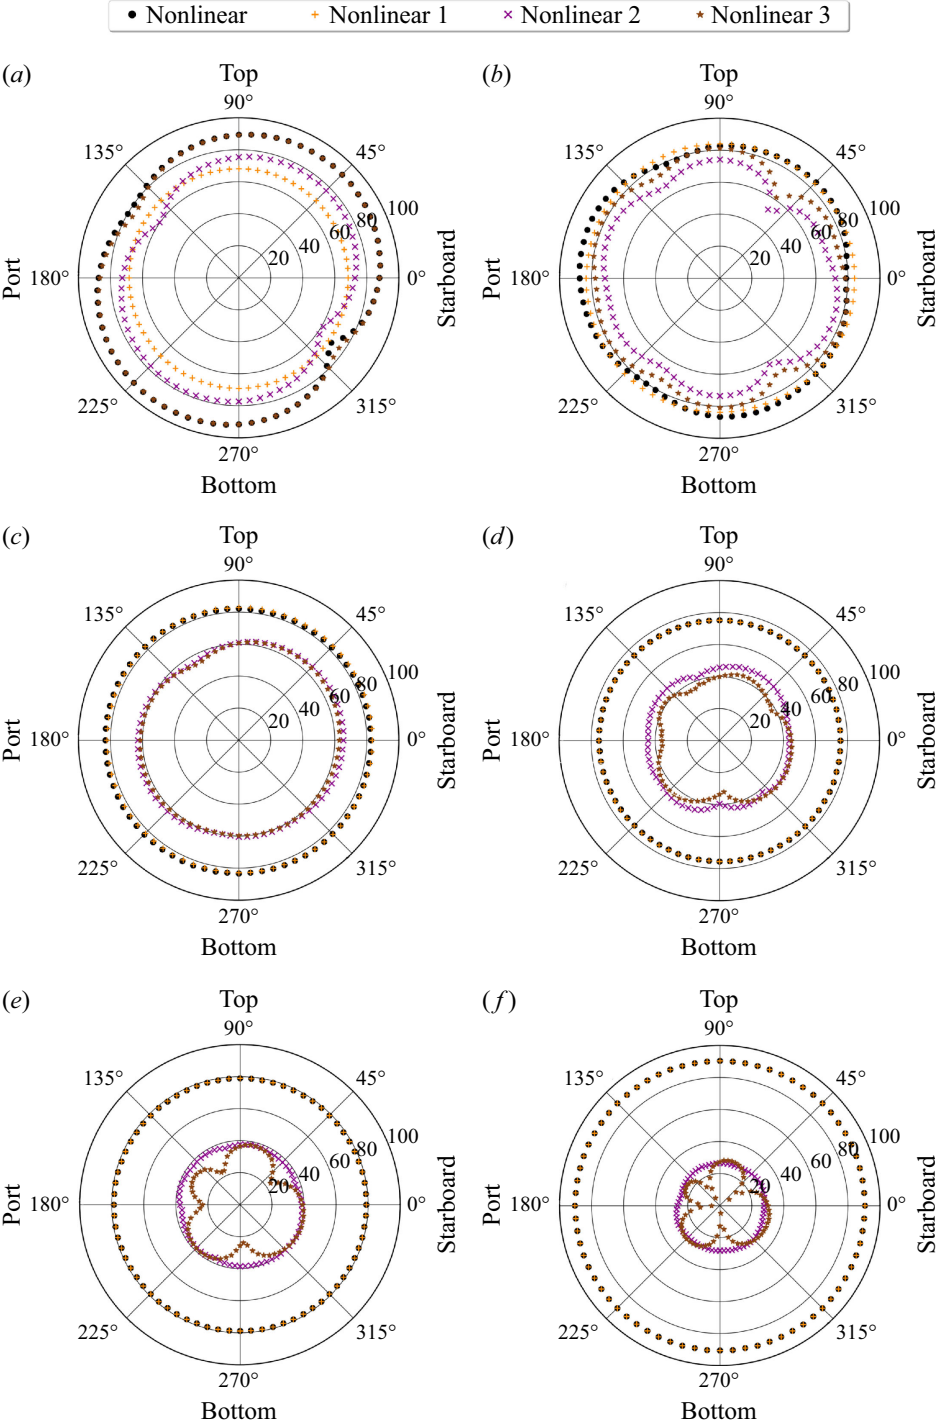 Nonlinear Nonlinear 1 Nonlinear 2 Nonlinear 3
(a) (b)
Top Top
90° 90°
135° 45° 135° 45°
100 100
80 80
60 60
40 40
20 20
Port 180° 0° Starboard Port 180° 0° Starboard
225° 315° 225° 315°
270° 270°
Bottom Bottom
(c) (d)
Top Top
90° 90°
135° 45° 135° 45°
100 100
80 80
60 60
40 40
20 20
Port 180° 0° Starboard Port 180° 0° Starboard
225° 315° 225° 315°
270° 270°
Bottom Bottom
(e) (f)
Top Top
90° 90°
135° 45° 135° 45°
100 100
80 80
60 60
40 40
20 20
Port 180° 0° Starboard Port 180° 0° Starboard
225° 315° 225° 315°
270° 270°
Bottom Bottom